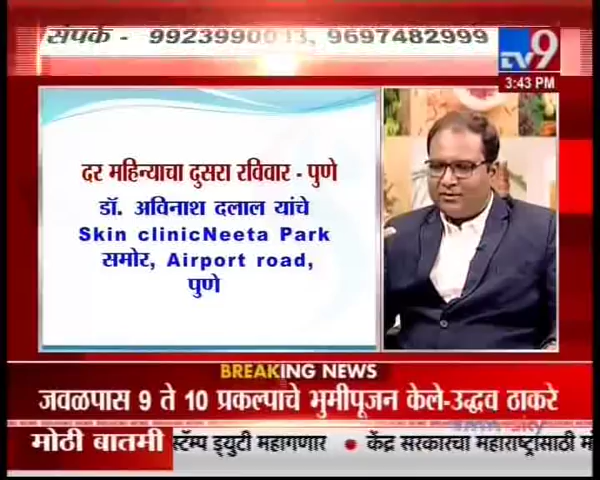 संपर्क - 9923990013, 9697482999
TV9
3:43 PM
दर महिन्याचा दुसरा रविवार - पुणे
डॉ. अविनाश दलाल यांचे
Skin clinicNeeta Park
समोर, Airport road,
पुणे
BREAKING NEWS
जवळपास 9 ते 10 प्रकल्पाचे भुमीपूजन केले-उद्धव ठाकरे
मोठी बातमी
स्टॅम्प ड्युटी महागणार • केंद्र सरकारचा महाराष्ट्रासाठी